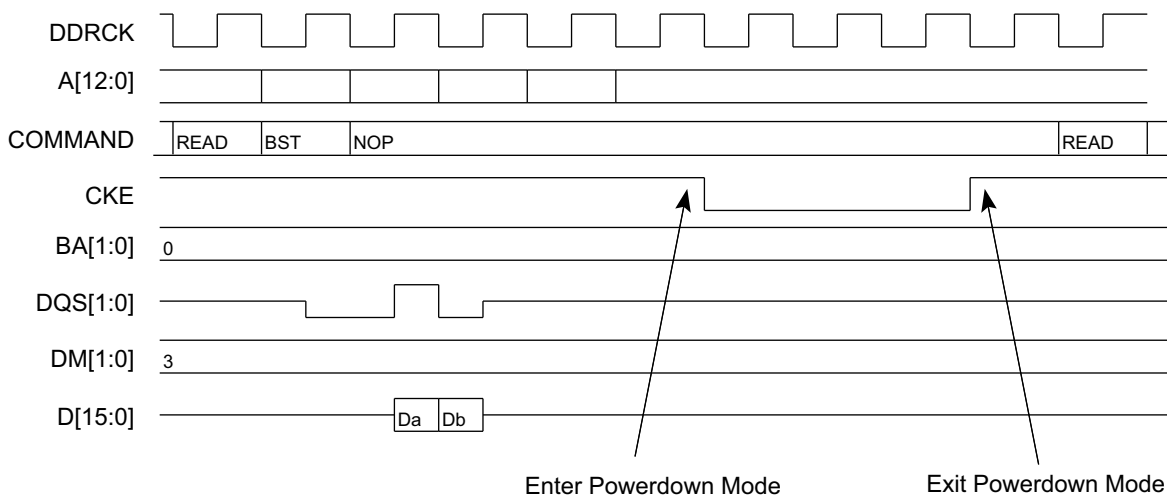 DDRCK
A[12:0]
COMMAND READ BST NOP READ
CKE
BA[1:0] 0
DQS[1:0]
DM[1:0] 3
D[15:0] Da Db
Enter Powerdown Mode Exit Powerdown Mode